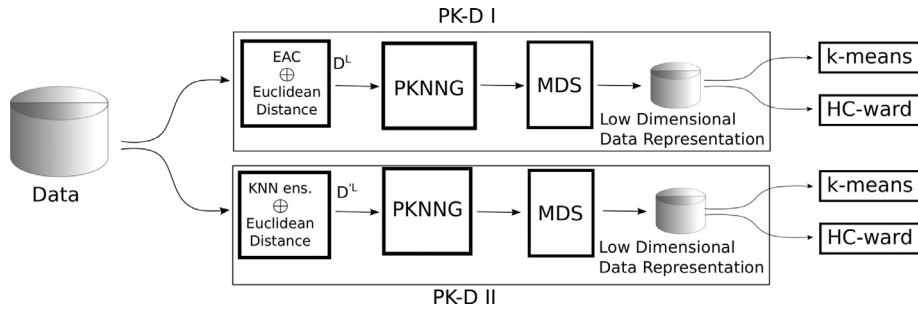 PK-D I
EAC
⊕
Euclidean
Distance
D^L
PKNNG
MDS
Low Dimensional
Data Representation
k-means
HC-ward
Data
KNN ens.
⊕
Euclidean
Distance
D'^L
PKNNG
MDS
Low Dimensional
Data Representation
k-means
HC-ward
PK-D II